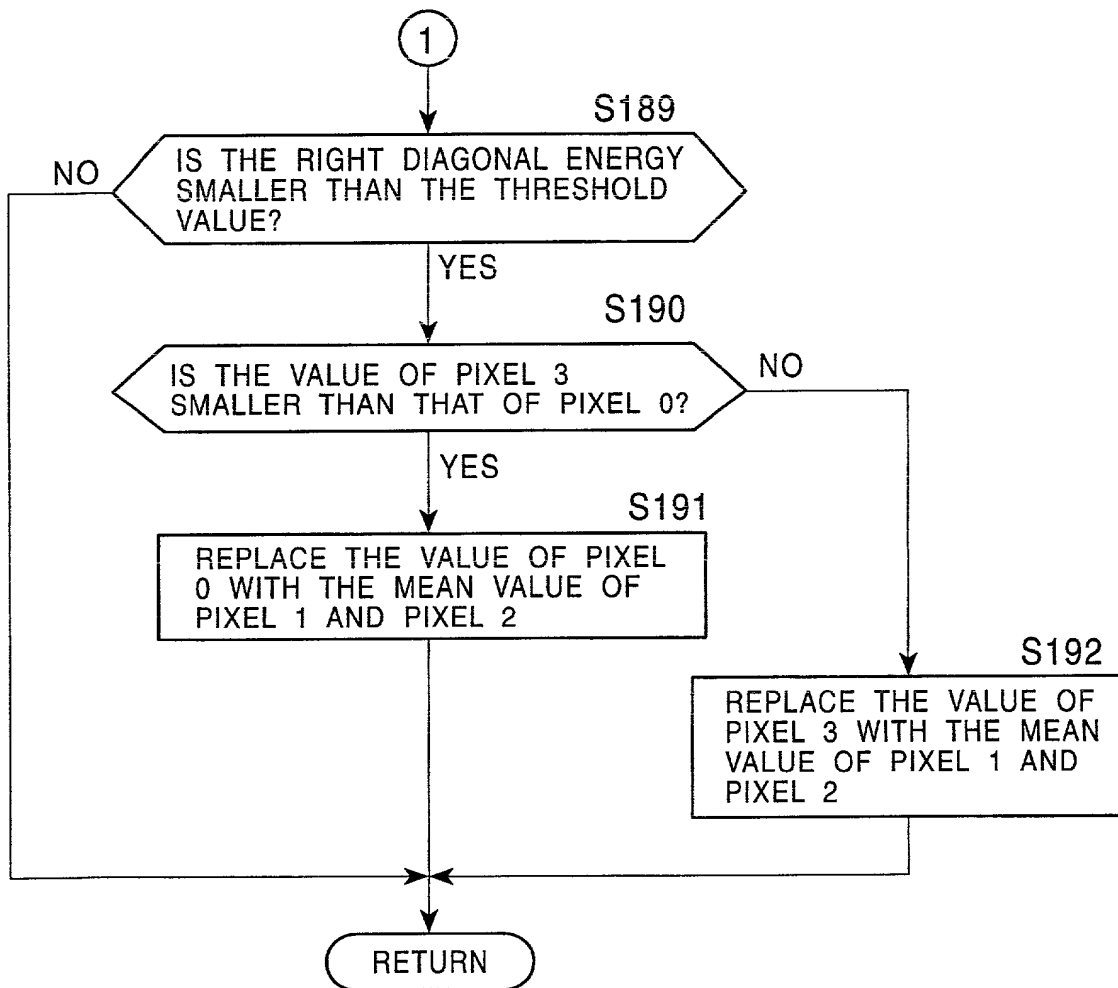 1
S189
NO
IS THE RIGHT DIAGONAL ENERGY
SMALLER THAN THE THRESHOLD
VALUE?
YES
S190
IS THE VALUE OF PIXEL 3
SMALLER THAN THAT OF PIXEL 0?
NO
YES
S191
REPLACE THE VALUE OF PIXEL
0 WITH THE MEAN VALUE OF
PIXEL 1 AND PIXEL 2
S192
REPLACE THE VALUE OF
PIXEL 3 WITH THE MEAN
VALUE OF PIXEL 1 AND
PIXEL 2
RETURN